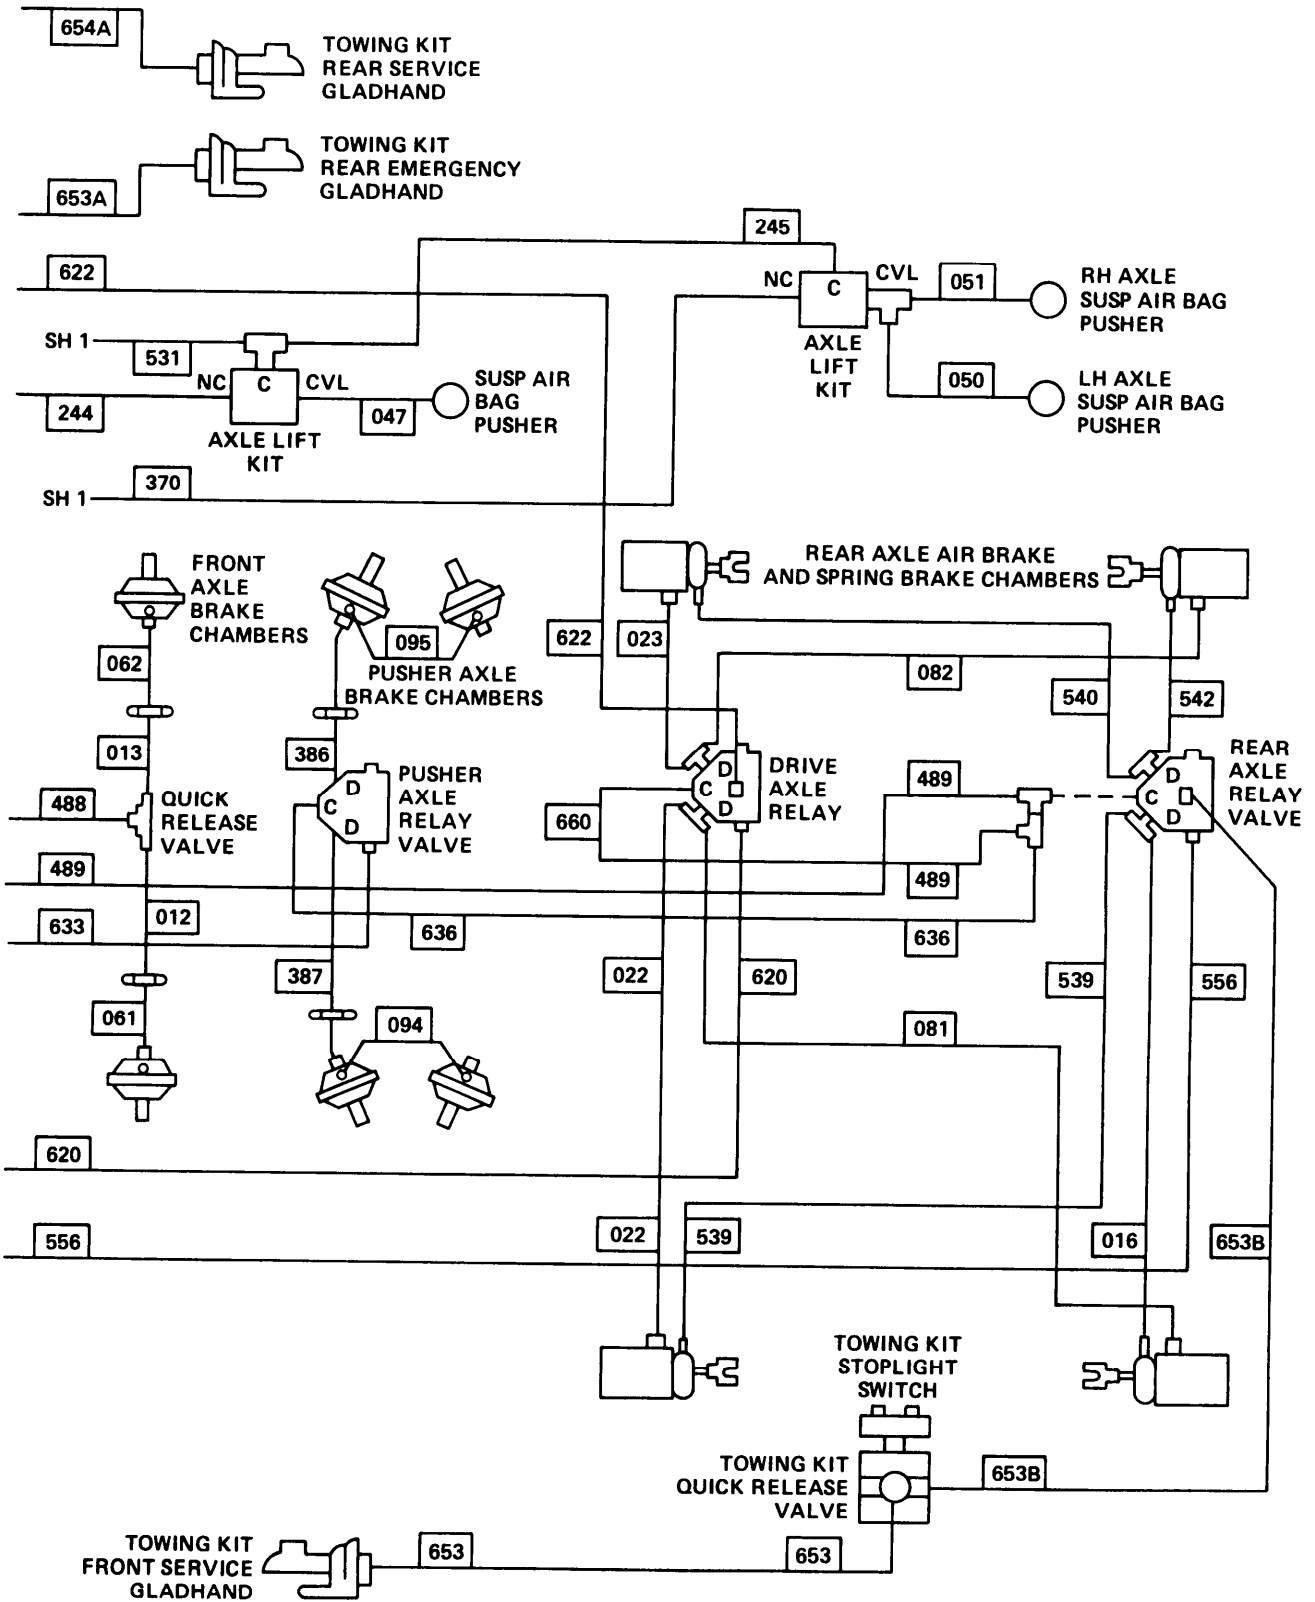 654A
TOWING KIT
REAR SERVICE
GLADHAND
TOWING KIT
REAR EMERGENCY
GLADHAND
653A
245
622
NC
C
CVL
051
RH AXLE
SUSP AIR BAG
PUSHER
SH 1
531
AXLE
LIFT
KIT
050
LH AXLE
SUSP AIR BAG
PUSHER
NC
C
CVL
SUSP AIR
BAG
PUSHER
244
047
AXLE LIFT
KIT
SH 1
370
FRONT
AXLE
BRAKE
CHAMBERS
REAR AXLE AIR BRAKE
AND SPRING BRAKE CHAMBERS
062
095
PUSHER AXLE
BRAKE CHAMBERS
622
023
082
540
542
013
386
PUSHER
AXLE
RELAY
VALVE
D
C
D
D
C
D
DRIVE
AXLE
RELAY
489
D
C
D
REAR
AXLE
RELAY
VALVE
488
QUICK
RELEASE
VALVE
660
489
489
012
633
636
636
387
022
620
539
556
061
094
081
620
556
022
539
016
653B
TOWING KIT
STOPLIGHT
SWITCH
TOWING KIT
QUICK RELEASE
VALVE
653B
TOWING KIT
FRONT SERVICE
GLADHAND
653
653